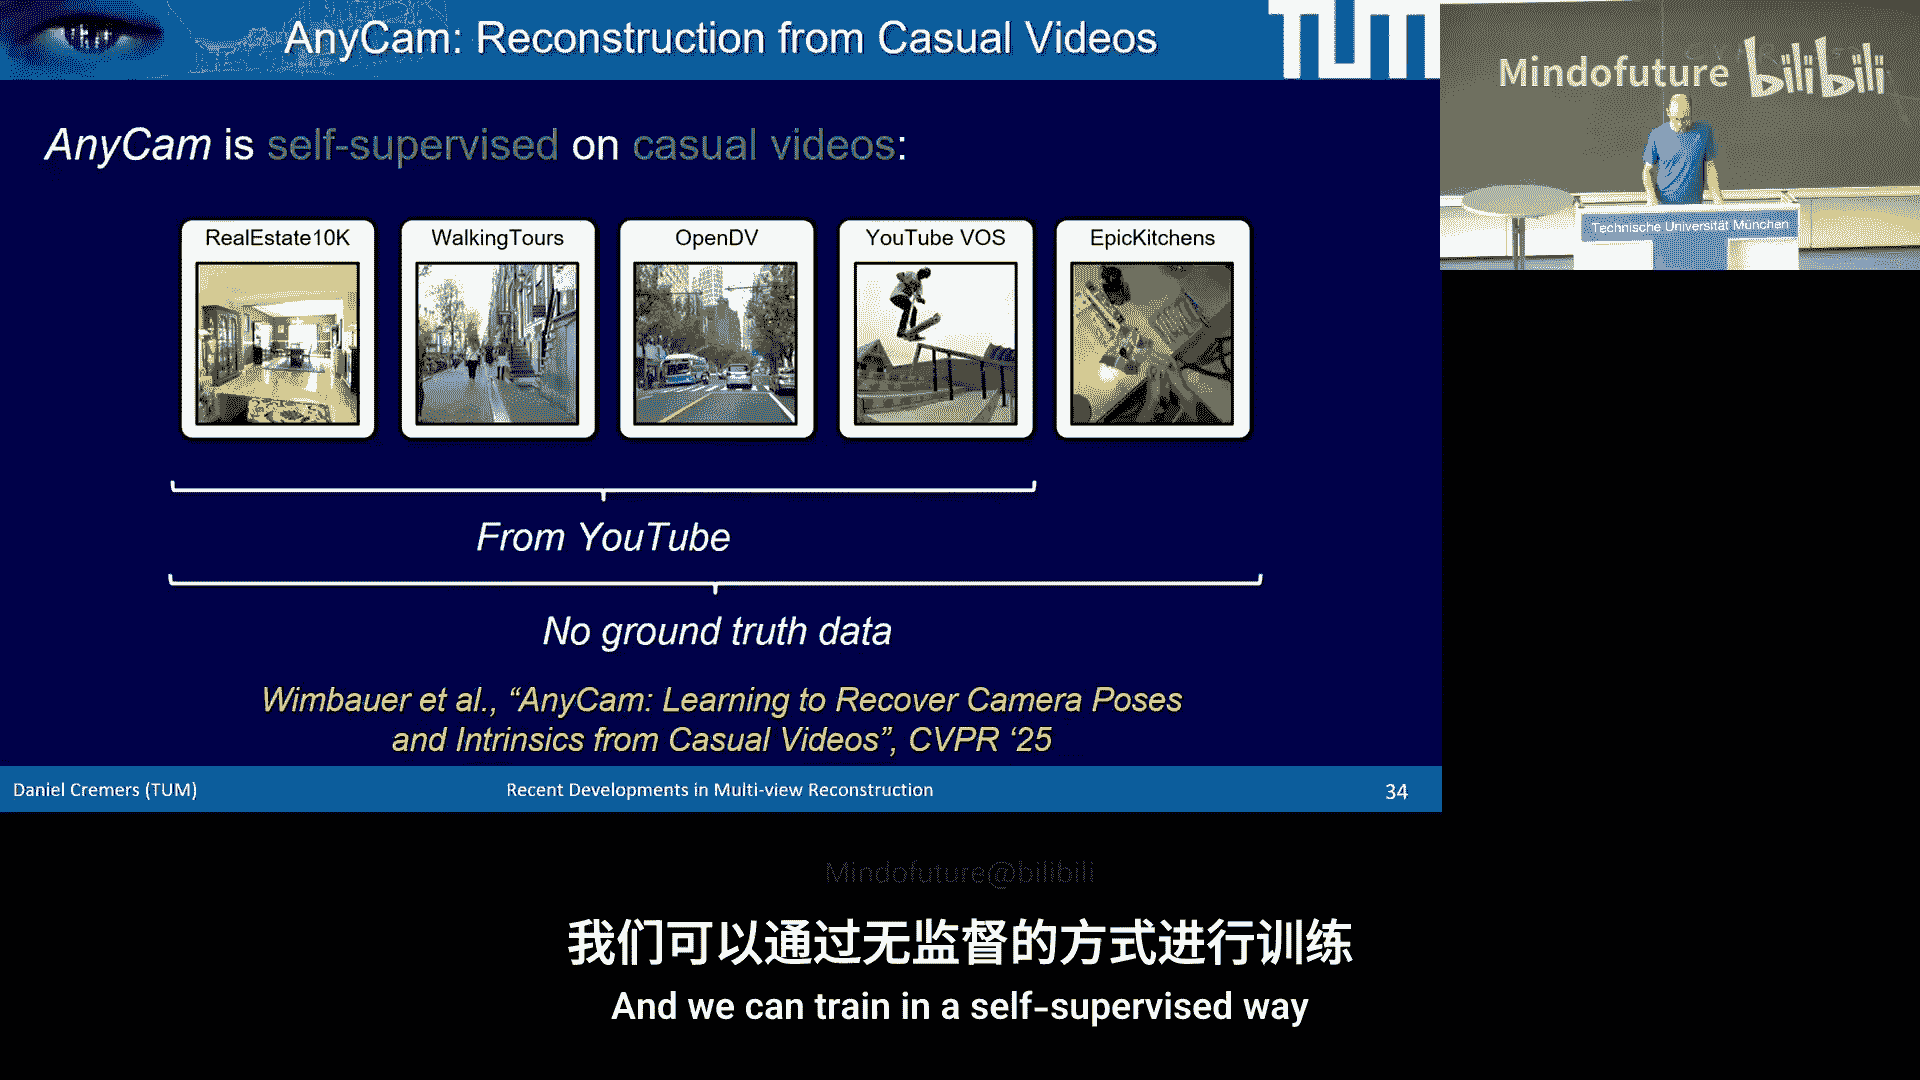 AnyCam: Reconstruction from Casual Videos
TUM
Mindofuture bilibili
AnyCam is self-supervised on casual videos:
Technische Universität München
RealEstate10K
WalkingTours
OpenDV
YouTube VOS
EpicKitchens
From YouTube
No ground truth data
Wimbauer et al., “AnyCam: Learning to Recover Camera Poses
and Intrinsics from Casual Videos”, CVPR ‘25
Daniel Cremers (TUM)
Recent Developments in Multi-view Reconstruction
34
Mindofuture@bilibili
我们可以通过无监督的方式进行训练
And we can train in a self-supervised way